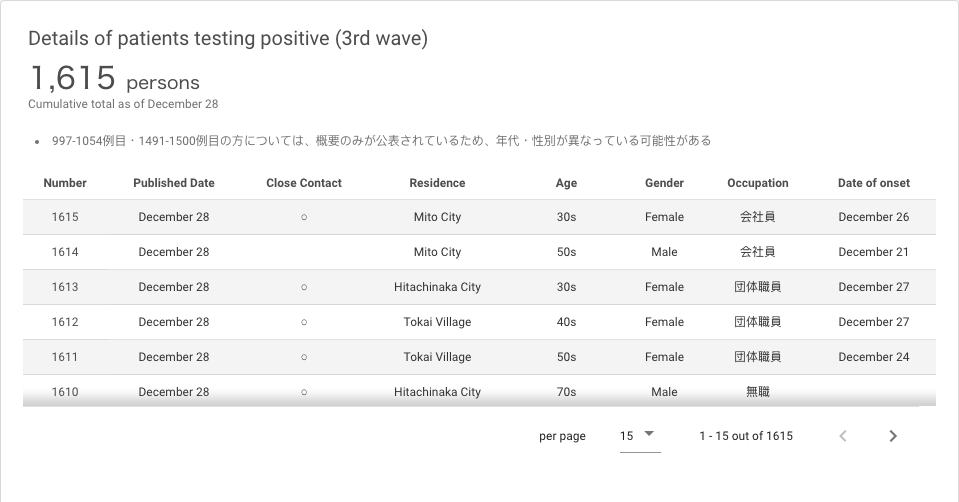 Details of patients testing positive (3rd wave)
1,615 persons
Cumulative total as of December 28
• 997-1054例目・1491-1500例目の方については、概要のみが公表されているため、年代・性別が異なっている可能性がある
Number Published Date Close Contact Residence Age Gender Occupation Date of onset
1615 December 28 ○ Mito City 30s Female 会社員 December 26
1614 December 28 Mito City 50s Male 会社員 December 21
1613 December 28 ○ Hitachinaka City 30s Female 団体職員 December 27
1612 December 28 ○ Tokai Village 40s Female 団体職員 December 27
1611 December 28 ○ Tokai Village 50s Female 団体職員 December 24
1610 December 28 ○ Hitachinaka City 70s Male 無職
per page 15 1 - 15 out of 1615